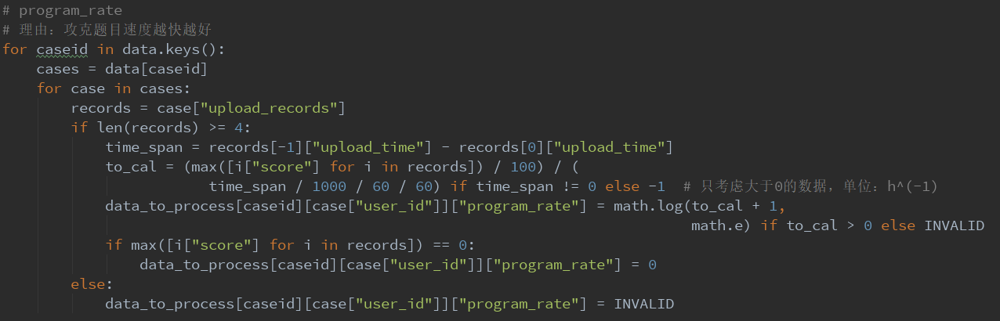 # program_rate
# 理由：攻克题目速度越快越好
for caseid in data.keys():
    cases = data[caseid]
    for case in cases:
        records = case["upload_records"]
        if len(records) >= 4:
            time_span = records[-1]["upload_time"] - records[0]["upload_time"]
            to_cal = (max([i["score"] for i in records]) / 100) / (
                        time_span / 1000 / 60 / 60) if time_span != 0 else -1  # 只考虑大于0的数据，单位：h^(-1)
            data_to_process[caseid][case["user_id"]]["program_rate"] = math.log(to_cal + 1,
                                                                                math.e) if to_cal > 0 else INVALID
            if max([i["score"] for i in records]) == 0:
                data_to_process[caseid][case["user_id"]]["program_rate"] = 0
        else:
            data_to_process[caseid][case["user_id"]]["program_rate"] = INVALID